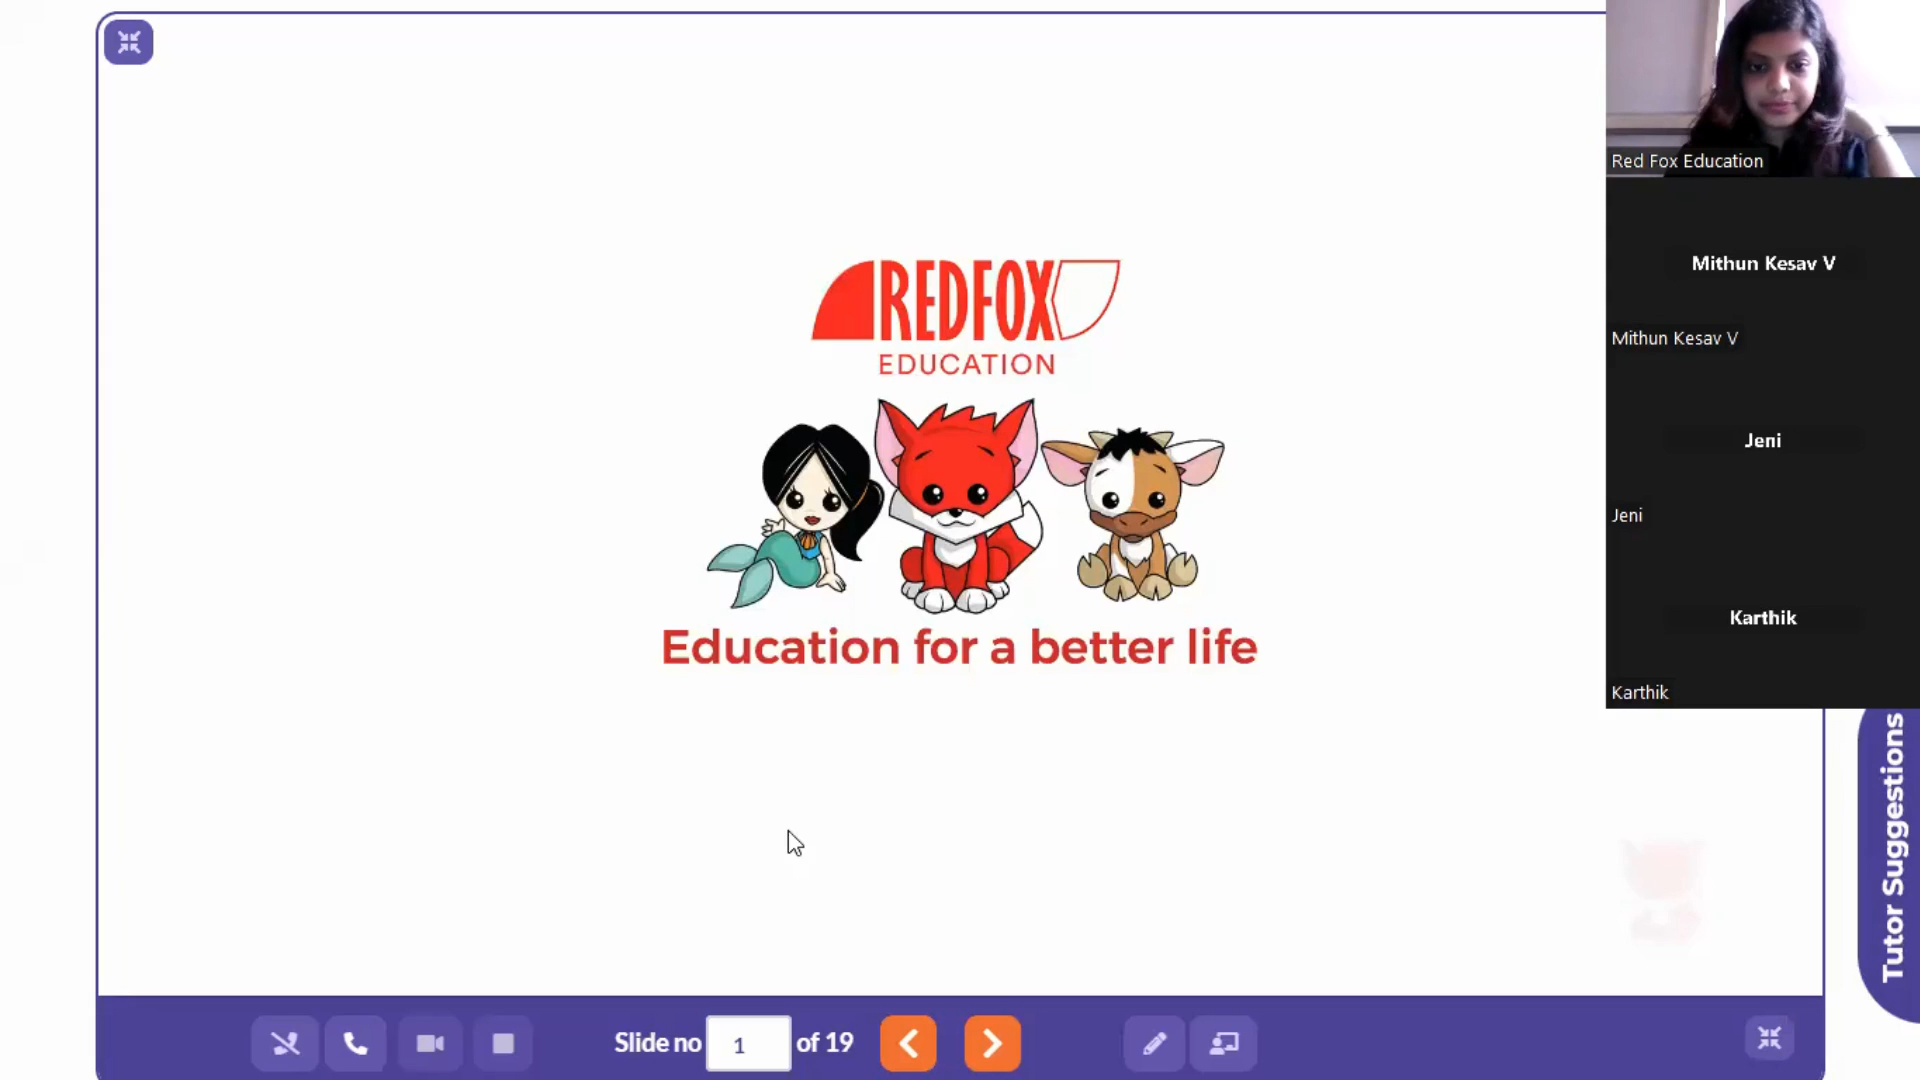 REDFOX
EDUCATION
Education for a better life
Red Fox Education
Mithun Kesav V
Mithun Kesav V
Jeni
Jeni
Karthik
Karthik
Tutor Suggestions
Slide no 1 of 19